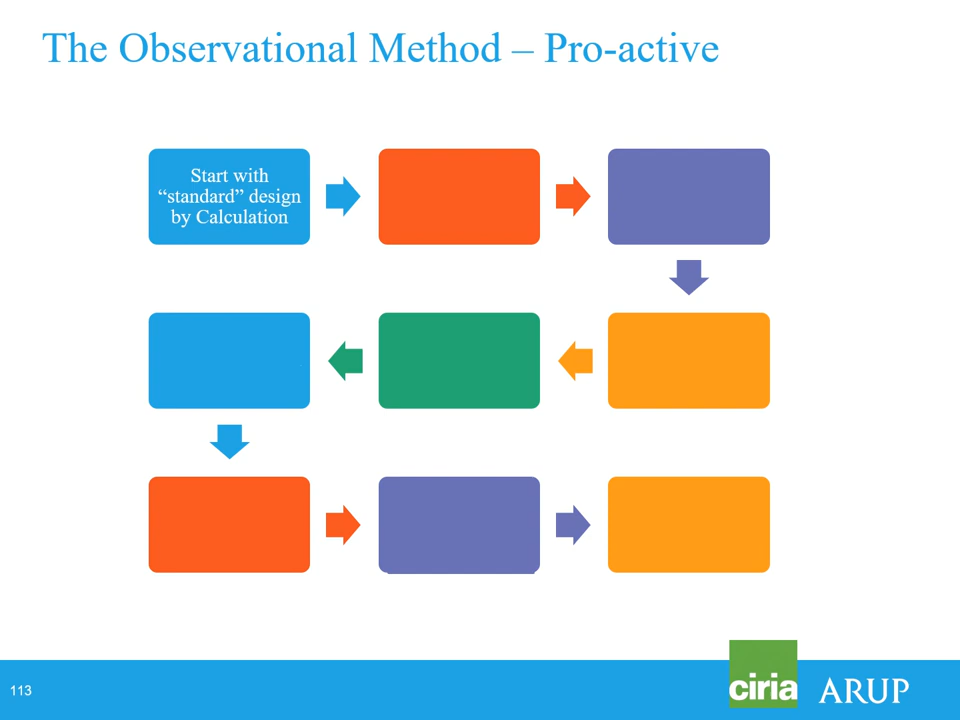 The Observational Method – Pro-active
Start with
“standard” design
by Calculation
113
ciria
ARUP